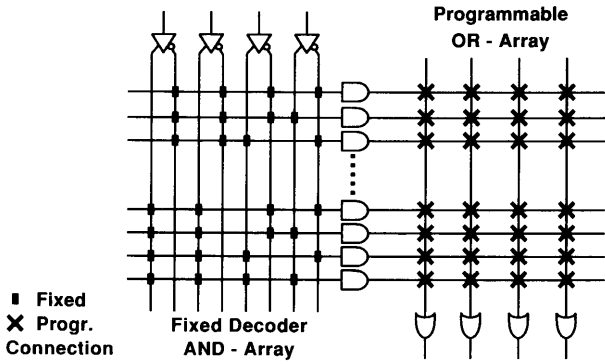 Programmable
OR - Array
Fixed
Progr.
Connection
Fixed Decoder
AND - Array